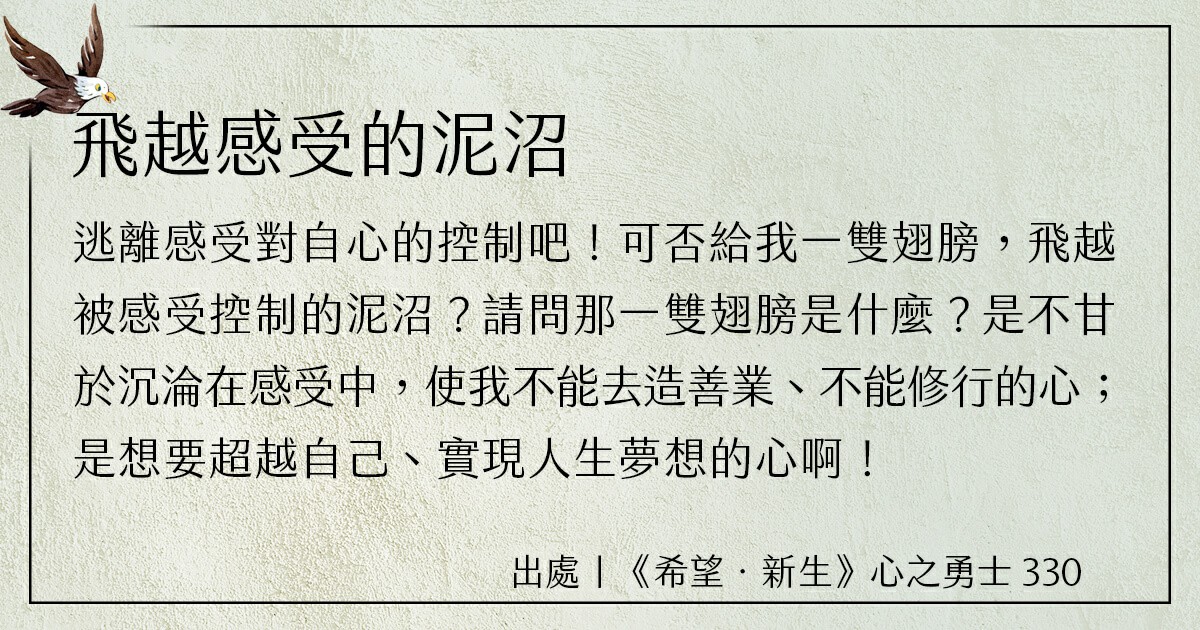 飛越感受的泥沼
逃離感受對自心的控制吧！可否給我一雙翅膀，飛越
被感受控制的泥沼？請問那一雙翅膀是什麼？是不甘
於沉淪在感受中，使我不能去造善業、不能修行的心；
是想要超越自己、實現人生夢想的心啊！
出處｜《希望．新生》心之勇士 330